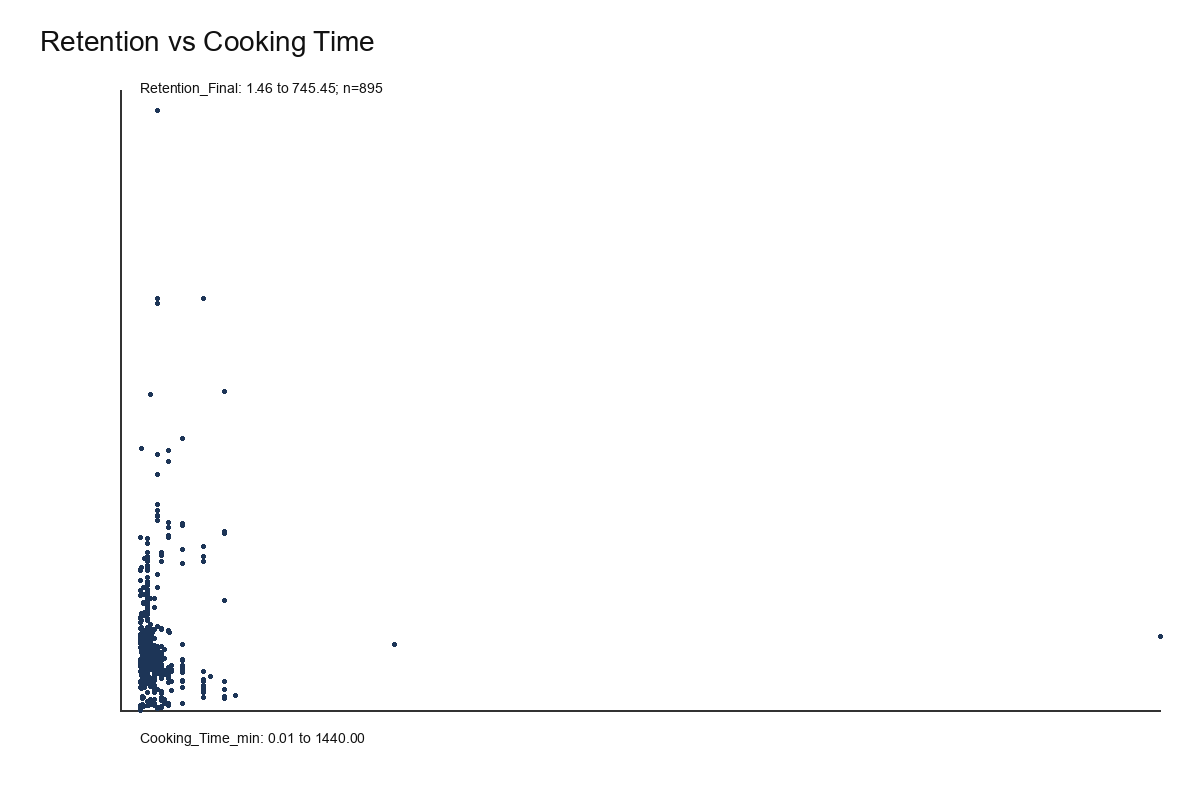 Retention vs Cooking Time
Retention_Final: 1.46 to 745.45; n=895
Cooking_Time_min: 0.01 to 1440.00